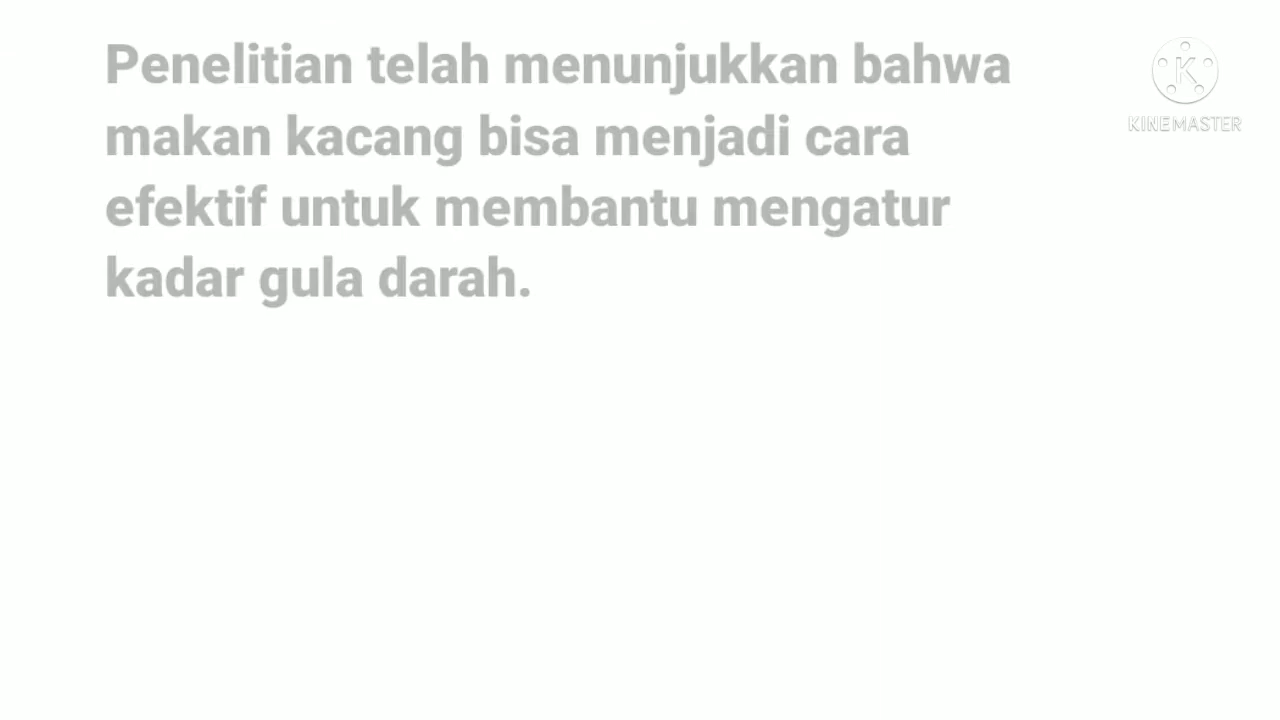 Penelitian telah menunjukkan bahwa
makan kacang bisa menjadi cara
efektif untuk membantu mengatur
kadar gula darah.
K
KINEMASTER